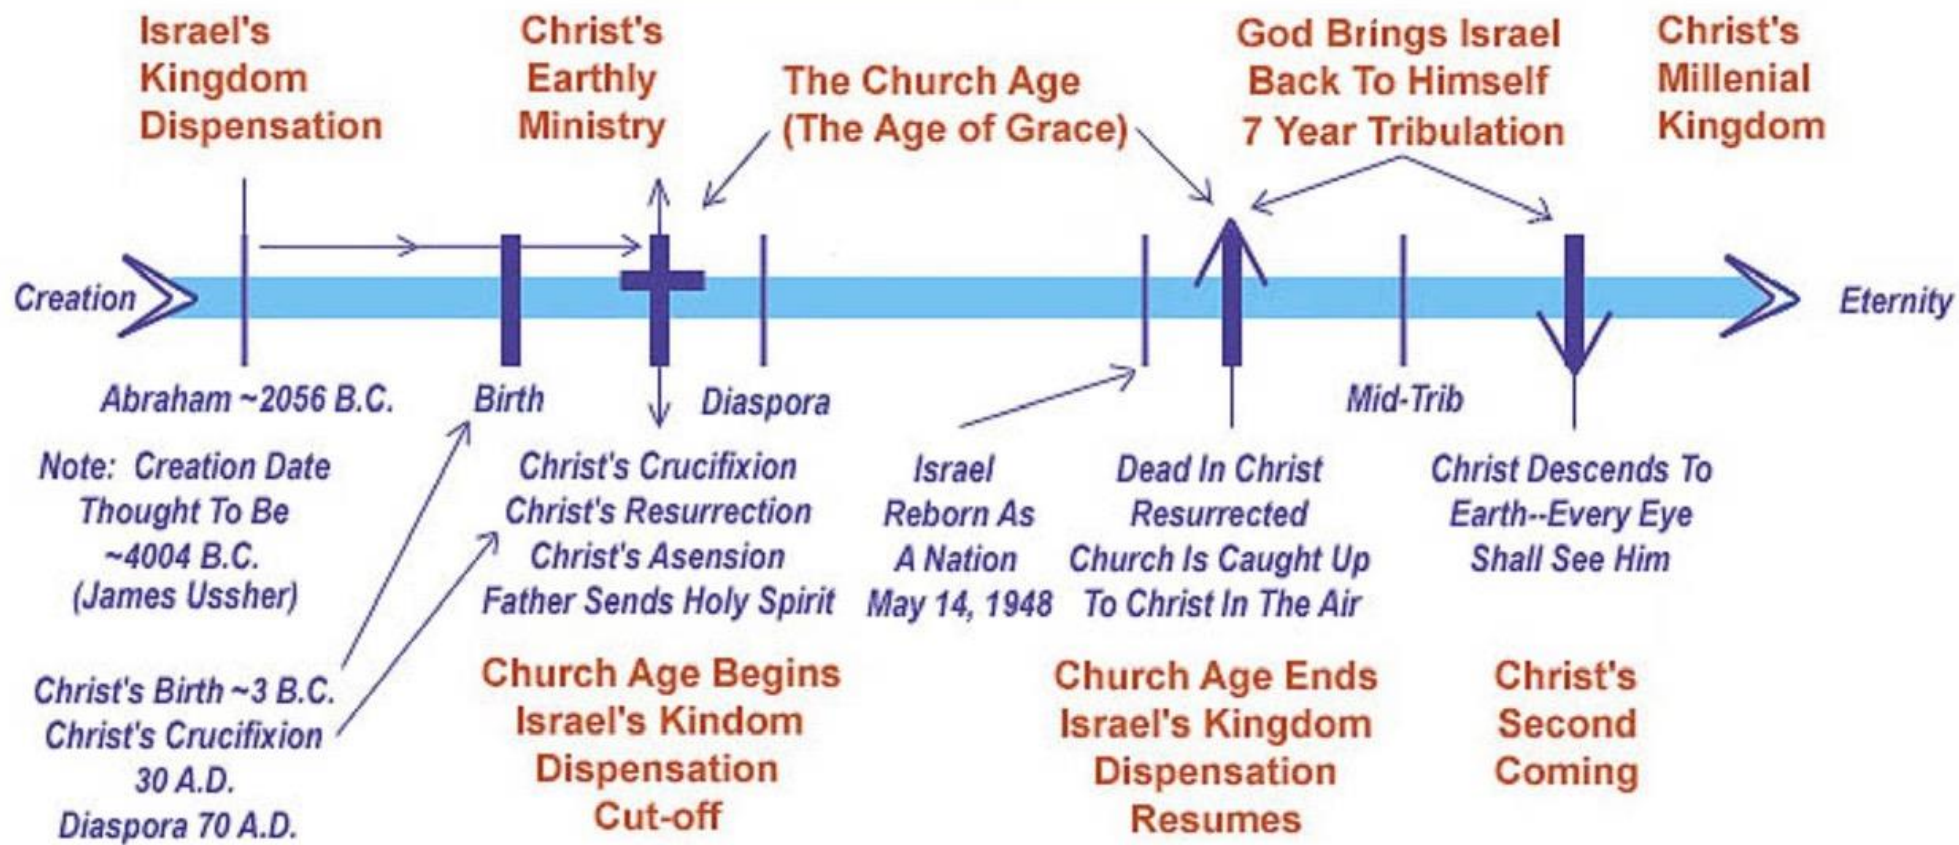 Israel's
Kingdom
Dispensation
Christ's
Earthly
Ministry
The Church Age
(The Age of Grace)
God Brings Israel
Back To Himself
7 Year Tribulation
Christ's
Millenial
Kingdom
Creation
Eternity
Abraham ~2056 B.C.
Birth
Diaspora
Mid-Trib
Note: Creation Date
Thought To Be
~4004 B.C.
(James Ussher)
Christ's Crucifixion
Christ's Resurrection
Christ's Asension
Father Sends Holy Spirit
Israel
Reborn As
A Nation
May 14, 1948
Dead In Christ
Resurrected
Church Is Caught Up
To Christ In The Air
Christ Descends To
Earth--Every Eye
Shall See Him
Christ's Birth ~3 B.C.
Christ's Crucifixion
30 A.D.
Diaspora 70 A.D.
Church Age Begins
Israel's Kindom
Dispensation
Cut-off
Church Age Ends
Israel's Kingdom
Dispensation
Resumes
Christ's
Second
Coming